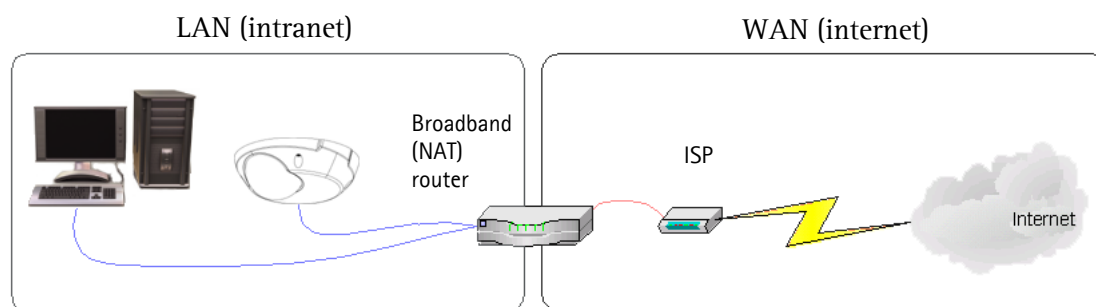 LAN (intranet)
WAN (internet)
Broadband
(NAT)
router
ISP
Internet